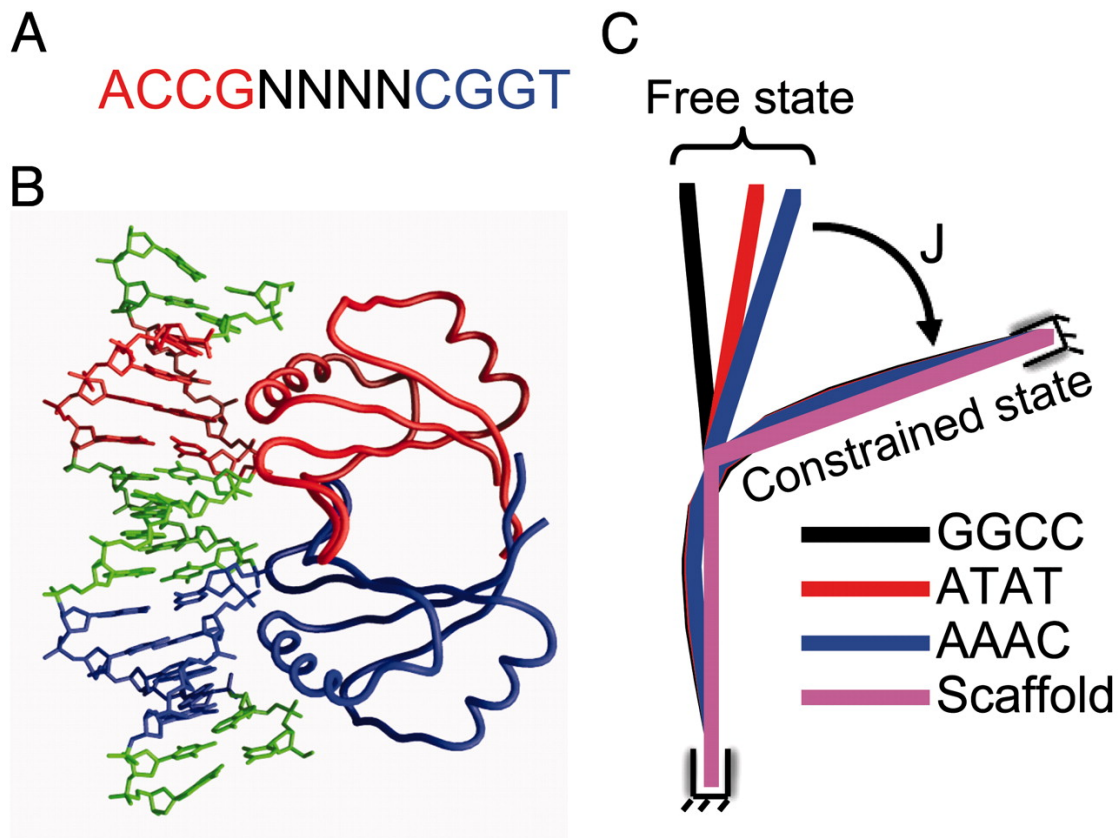 A
ACCGNNNNCGGT
B
C
Free state
J
Constrained state
GGCC
ATAT
AAAC
Scaffold